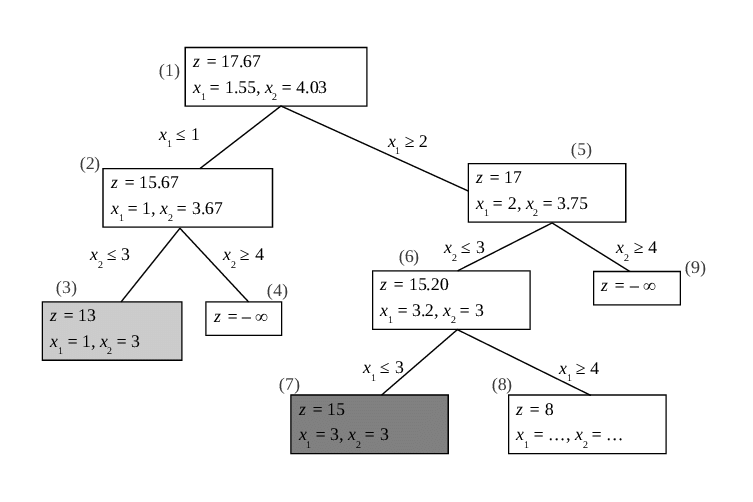 (1)
z = 17.67
x₁ = 1.55, x₂ = 4.03
x₁ ≤ 1
x₁ ≥ 2
(2)
z = 15.67
x₁ = 1, x₂ = 3.67
(5)
z = 17
x₁ = 2, x₂ = 3.75
x₂ ≤ 3
x₂ ≥ 4
x₂ ≤ 3
x₂ ≥ 4
(3)
z = 13
x₁ = 1, x₂ = 3
(4)
z = – ∞
(6)
z = 15.20
x₁ = 3.2, x₂ = 3
(9)
z = – ∞
x₁ ≤ 3
x₁ ≥ 4
(7)
z = 15
x₁ = 3, x₂ = 3
(8)
z = 8
x₁ = …, x₂ = …